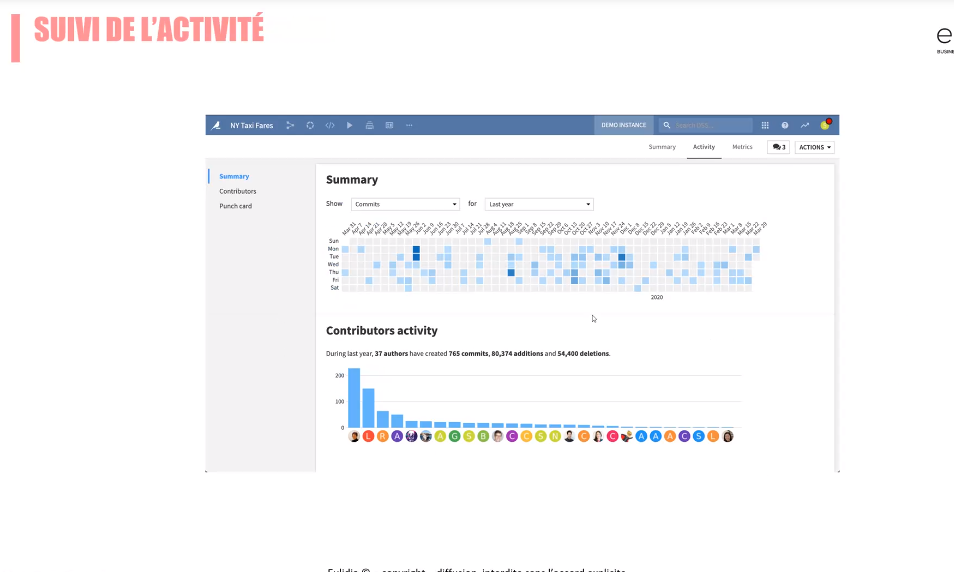 SUIVI DE L'ACTIVITÉ
e
BUSINE
NY Taxi Fares
DEMO INSTANCE
Summary
Activity
Metrics
3
ACTIONS
Summary
Contributors
Punch card
Summary
Show
Commits
for
Last year
Sun
Mon
Tue
Wed
Thu
Fri
Sat
2020
Contributors activity
During last year, 37 authors have created 765 commits, 80,374 additions and 54,400 deletions.
200
100
0
L R A A G S B C C S N C C A A A C S L